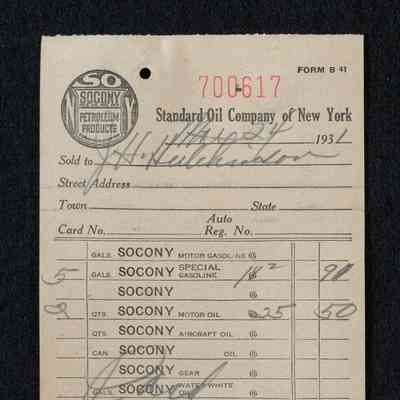 FORM B 41
SO
SOCONY
PETROLEUM
PRODUCTS
700617
Standard Oil Company of New York
24 1931
Sold to J. H. Hutchinson
Street Address
Town State
Auto
Card No. Reg. No.
GALS. SOCONY MOTOR GASOLINE @
5 GALS. SOCONY SPECIAL GASOLINE 18² 90
SOCONY @
2 QTS. SOCONY MOTOR OIL @ 25 50
QTS. SOCONY AIRCRAFT OIL @
CAN SOCONY OIL @
SOCONY GEAR @
GALS. SOCONY WATER WHITE OIL @